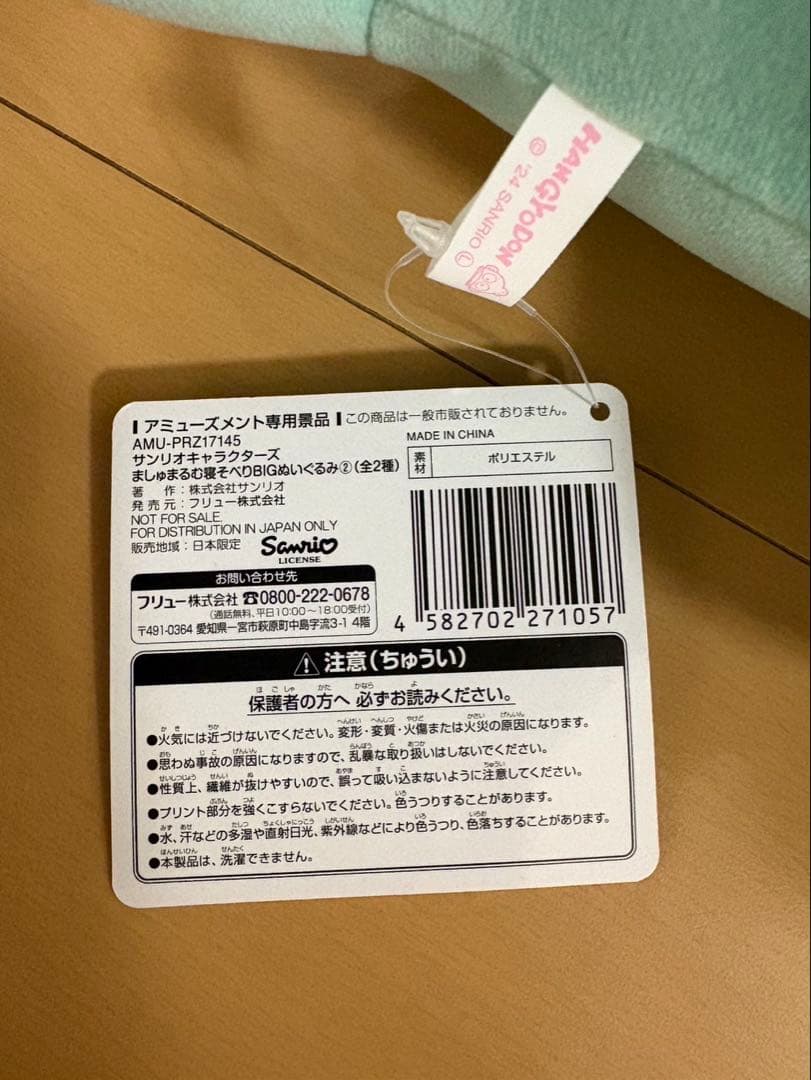 HANGYODON
© '24 SANRIO Ⓛ
アミューズメント専用景品 この商品は一般市販されておりません。
AMU-PRZ17145
サンリオキャラクターズ
ましゅまるむ寝そべりBIGぬいぐるみ②(全2種)
著 作:株式会社サンリオ
発売元:フリュー株式会社
NOT FOR SALE.
FOR DISTRIBUTION IN JAPAN ONLY
販売地域:日本限定
Sanrio
LICENSE
MADE IN CHINA
素材 ポリエステル
4 582702 271057
お問い合わせ先
フリュー株式会社 ☎0800-222-0678
(通話無料、平日10:00~18:00受付)
〒491-0364 愛知県一宮市萩原町中島字流3-1 4階
⚠注意(ちゅうい)
保護者の方へ 必ずお読みください。
●火気には近づけないでください。変形・変質・火傷または火災の原因になります。
●思わぬ事故の原因になりますので、乱暴な取り扱いはしないでください。
●性質上、繊維が抜けやすいので、誤って吸い込まないように注意してください。
●プリント部分を強くこすらないでください。色うつりすることがあります。
●水、汗などの多湿や直射日光、紫外線などにより色うつり、色落ちすることがあります。
●本製品は、洗濯できません。